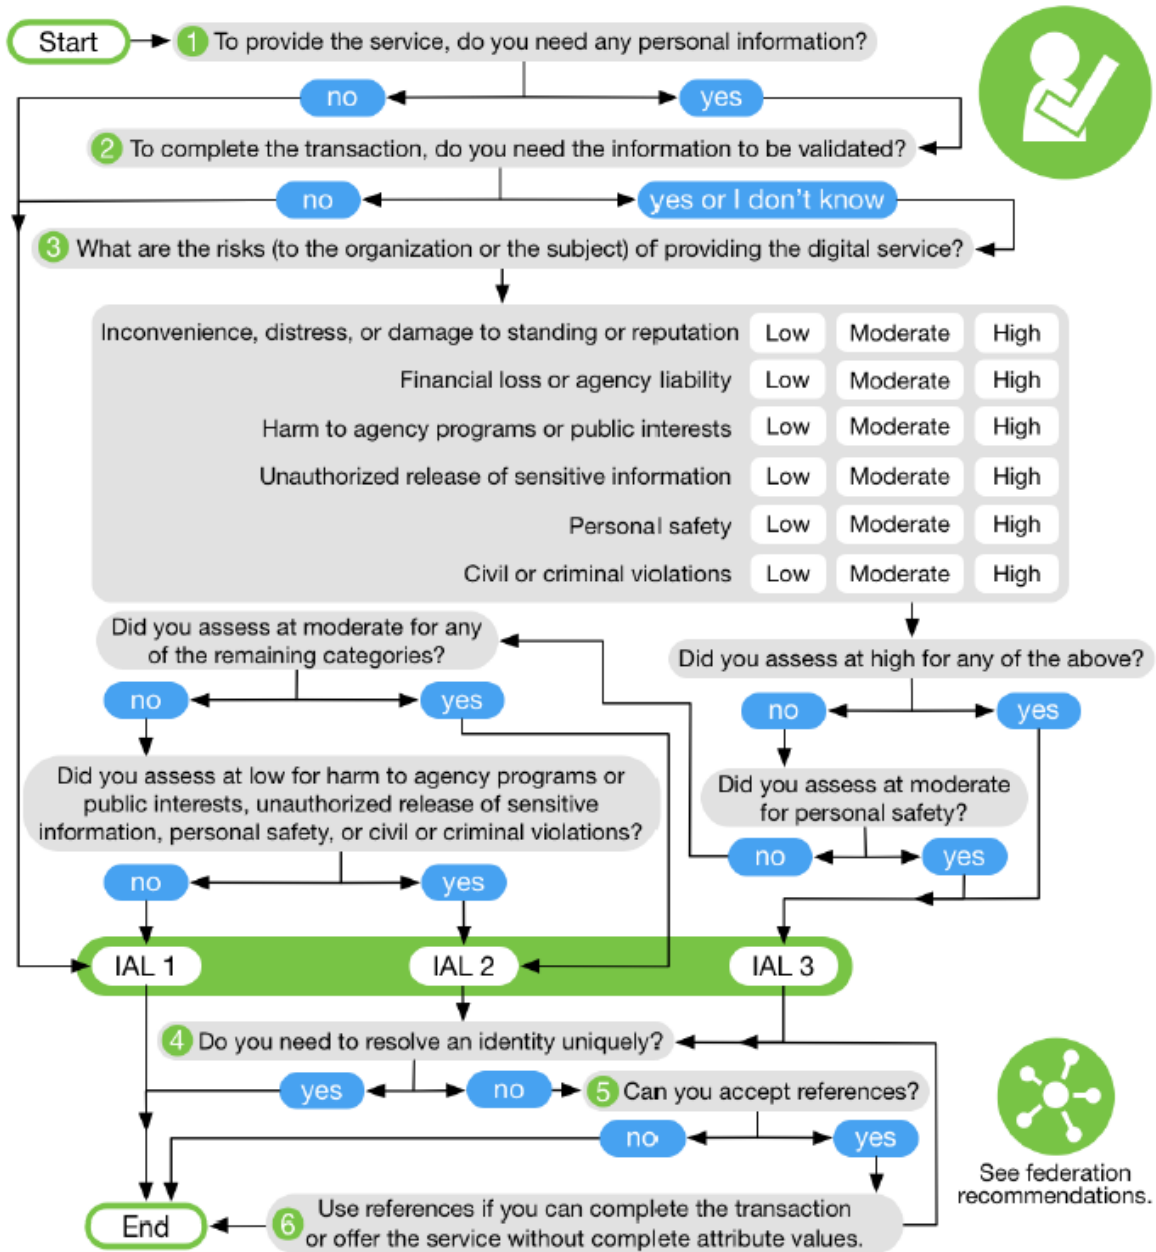 Start
1 To provide the service, do you need any personal information?
no
yes
2 To complete the transaction, do you need the information to be validated?
no
yes or I don't know
3 What are the risks (to the organization or the subject) of providing the digital service?
Inconvenience, distress, or damage to standing or reputation Low Moderate High
Financial loss or agency liability Low Moderate High
Harm to agency programs or public interests Low Moderate High
Unauthorized release of sensitive information Low Moderate High
Personal safety Low Moderate High
Civil or criminal violations Low Moderate High
Did you assess at high for any of the above?
no
yes
Did you assess at moderate
for personal safety?
no
yes
Did you assess at moderate for any
of the remaining categories?
no
yes
Did you assess at low for harm to agency programs or
public interests, unauthorized release of sensitive
information, personal safety, or civil or criminal violations?
no
yes
IAL 1
IAL 2
IAL 3
4 Do you need to resolve an identity uniquely?
yes
no
5 Can you accept references?
no
yes
6 Use references if you can complete the transaction
or offer the service without complete attribute values.
End
See federation
recommendations.